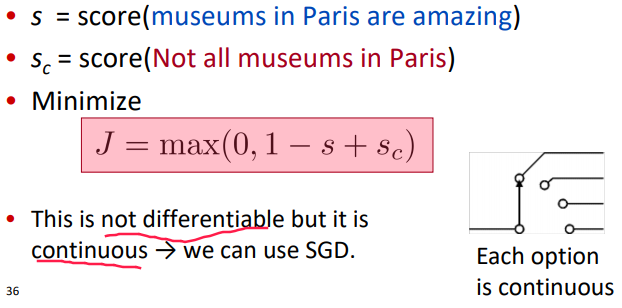 • s = score(museums in Paris are amazing)
• s_c = score(Not all museums in Paris)
• Minimize
J = max(0, 1 − s + s_c)
• This is not differentiable but it is
continuous → we can use SGD.
Each option
is continuous
36